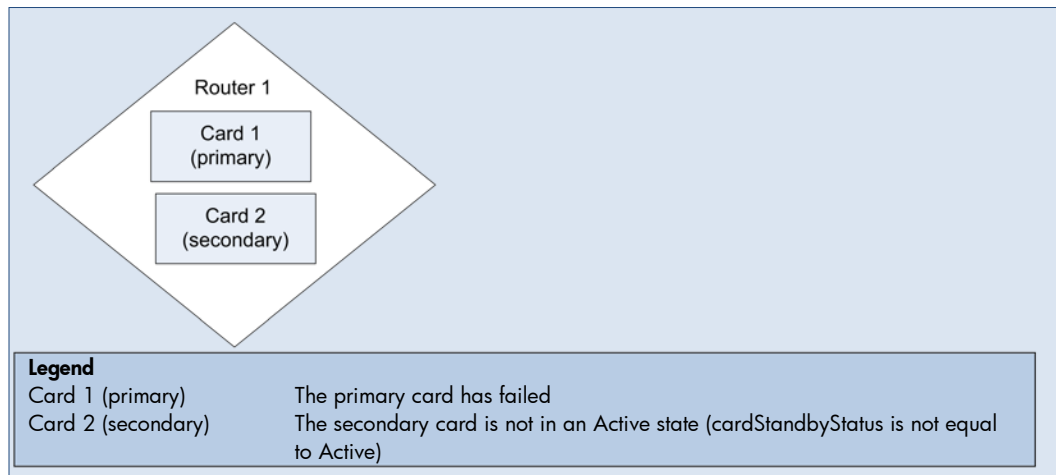 Router 1
Card 1
(primary)
Card 2
(secondary)
Legend
Card 1 (primary) The primary card has failed
Card 2 (secondary) The secondary card is not in an Active state (cardStandbyStatus is not equal
to Active)